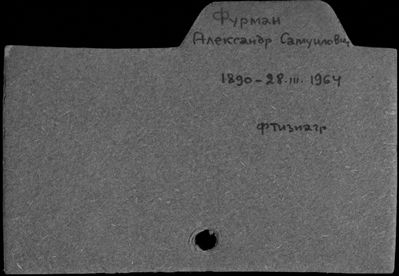 Фурман
Александр Самуилович
1890 – 28.III.1964
фтизиатр